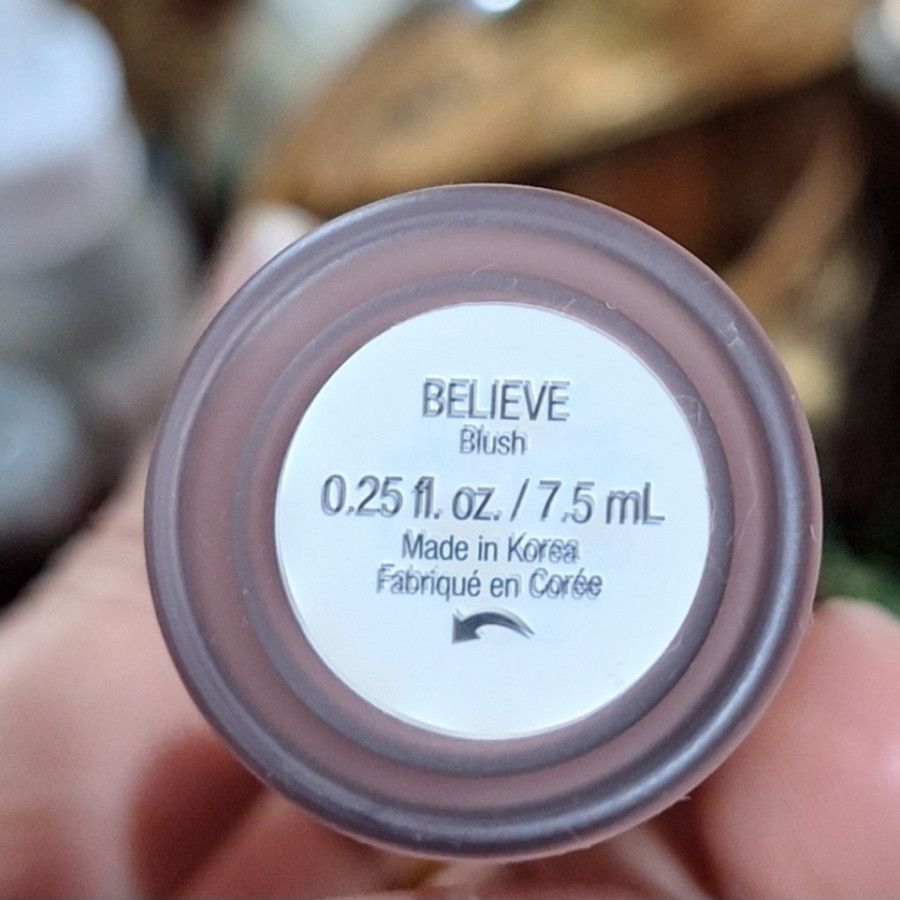 BELIEVE
Blush
0.25 fl. oz. / 7.5 mL
Made in Korea
Fabriqué en Corée